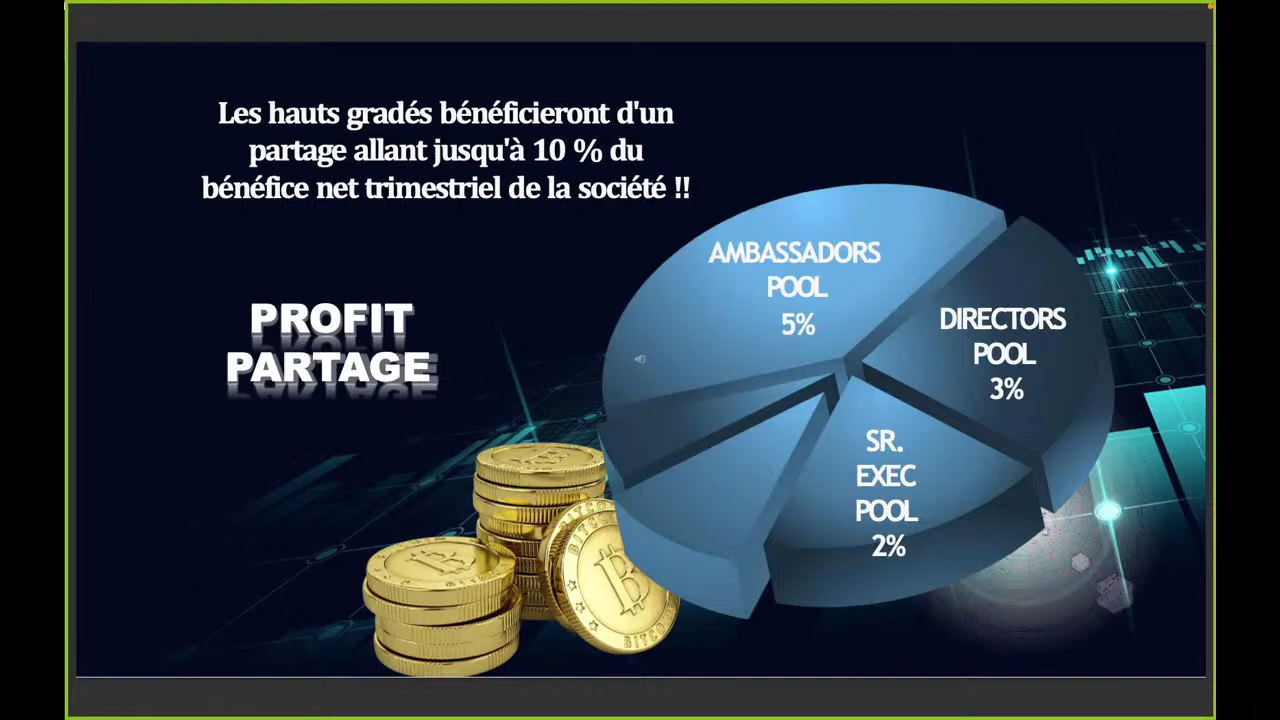 Les hauts gradés bénéficieront d'un
partage allant jusqu'à 10 % du
bénéfice net trimestriel de la société !!
PROFIT
PARTAGE
AMBASSADORS
POOL
5%
DIRECTORS
POOL
3%
SR.
EXEC
POOL
2%
BITCOIN